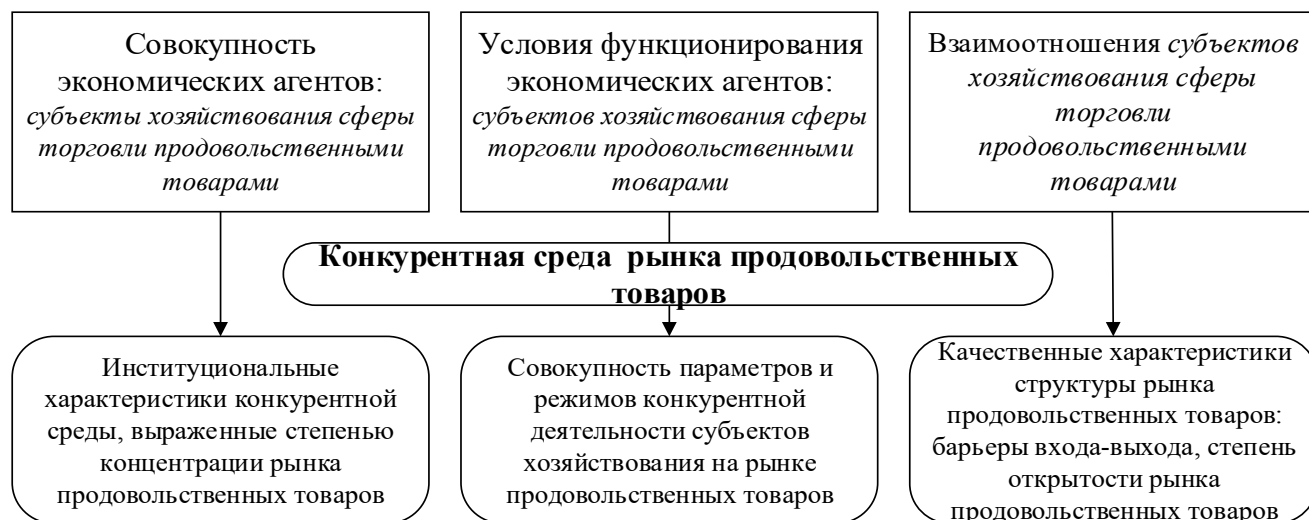 Совокупность
экономических агентов:
субъекты хозяйствования сферы
торговли продовольственными
товарами
Условия функционирования
экономических агентов:
субъектов хозяйствования сферы
торговли продовольственными
товарами
Взаимоотношения субъектов
хозяйствования сферы
торговли
продовольственными
товарами
Конкурентная среда рынка продовольственных
товаров
Институциональные
характеристики конкурентной
среды, выраженные степенью
концентрации рынка
продовольственных товаров
Совокупность параметров и
режимов конкурентной
деятельности субъектов
хозяйствования на рынке
продовольственных товаров
Качественные характеристики
структуры рынка
продовольственных товаров:
барьеры входа-выхода, степень
открытости рынка
продовольственных товаров